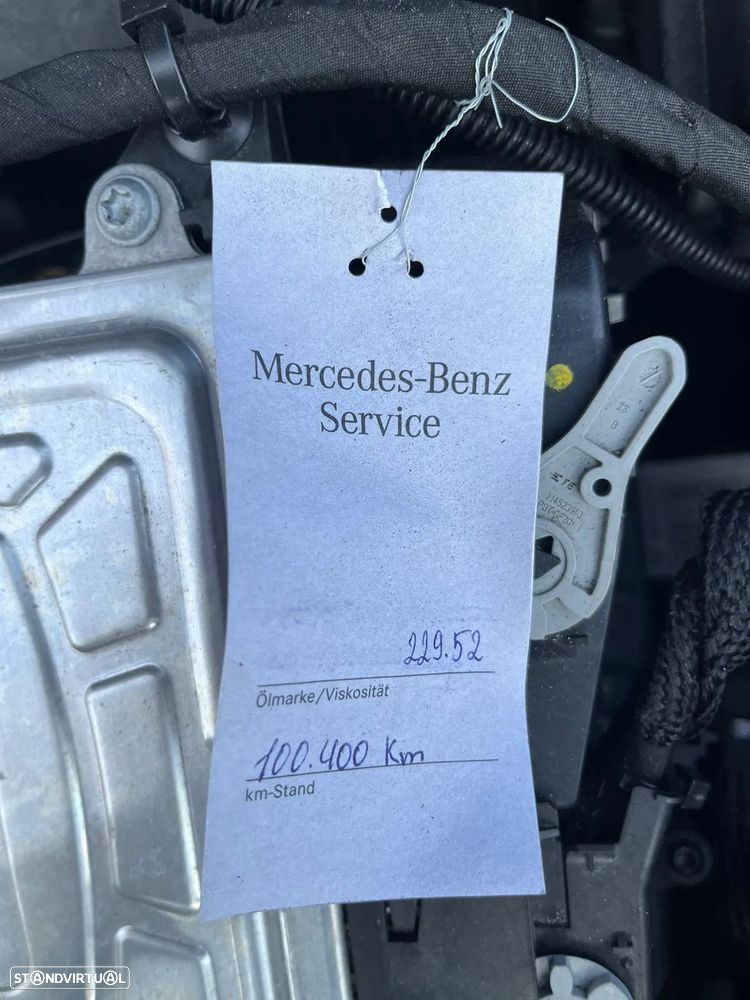 Mercedes-Benz
Service
229.52
Ölmarke/Viskosität
100.400 Km
km-Stand
STANDVIRTUAL